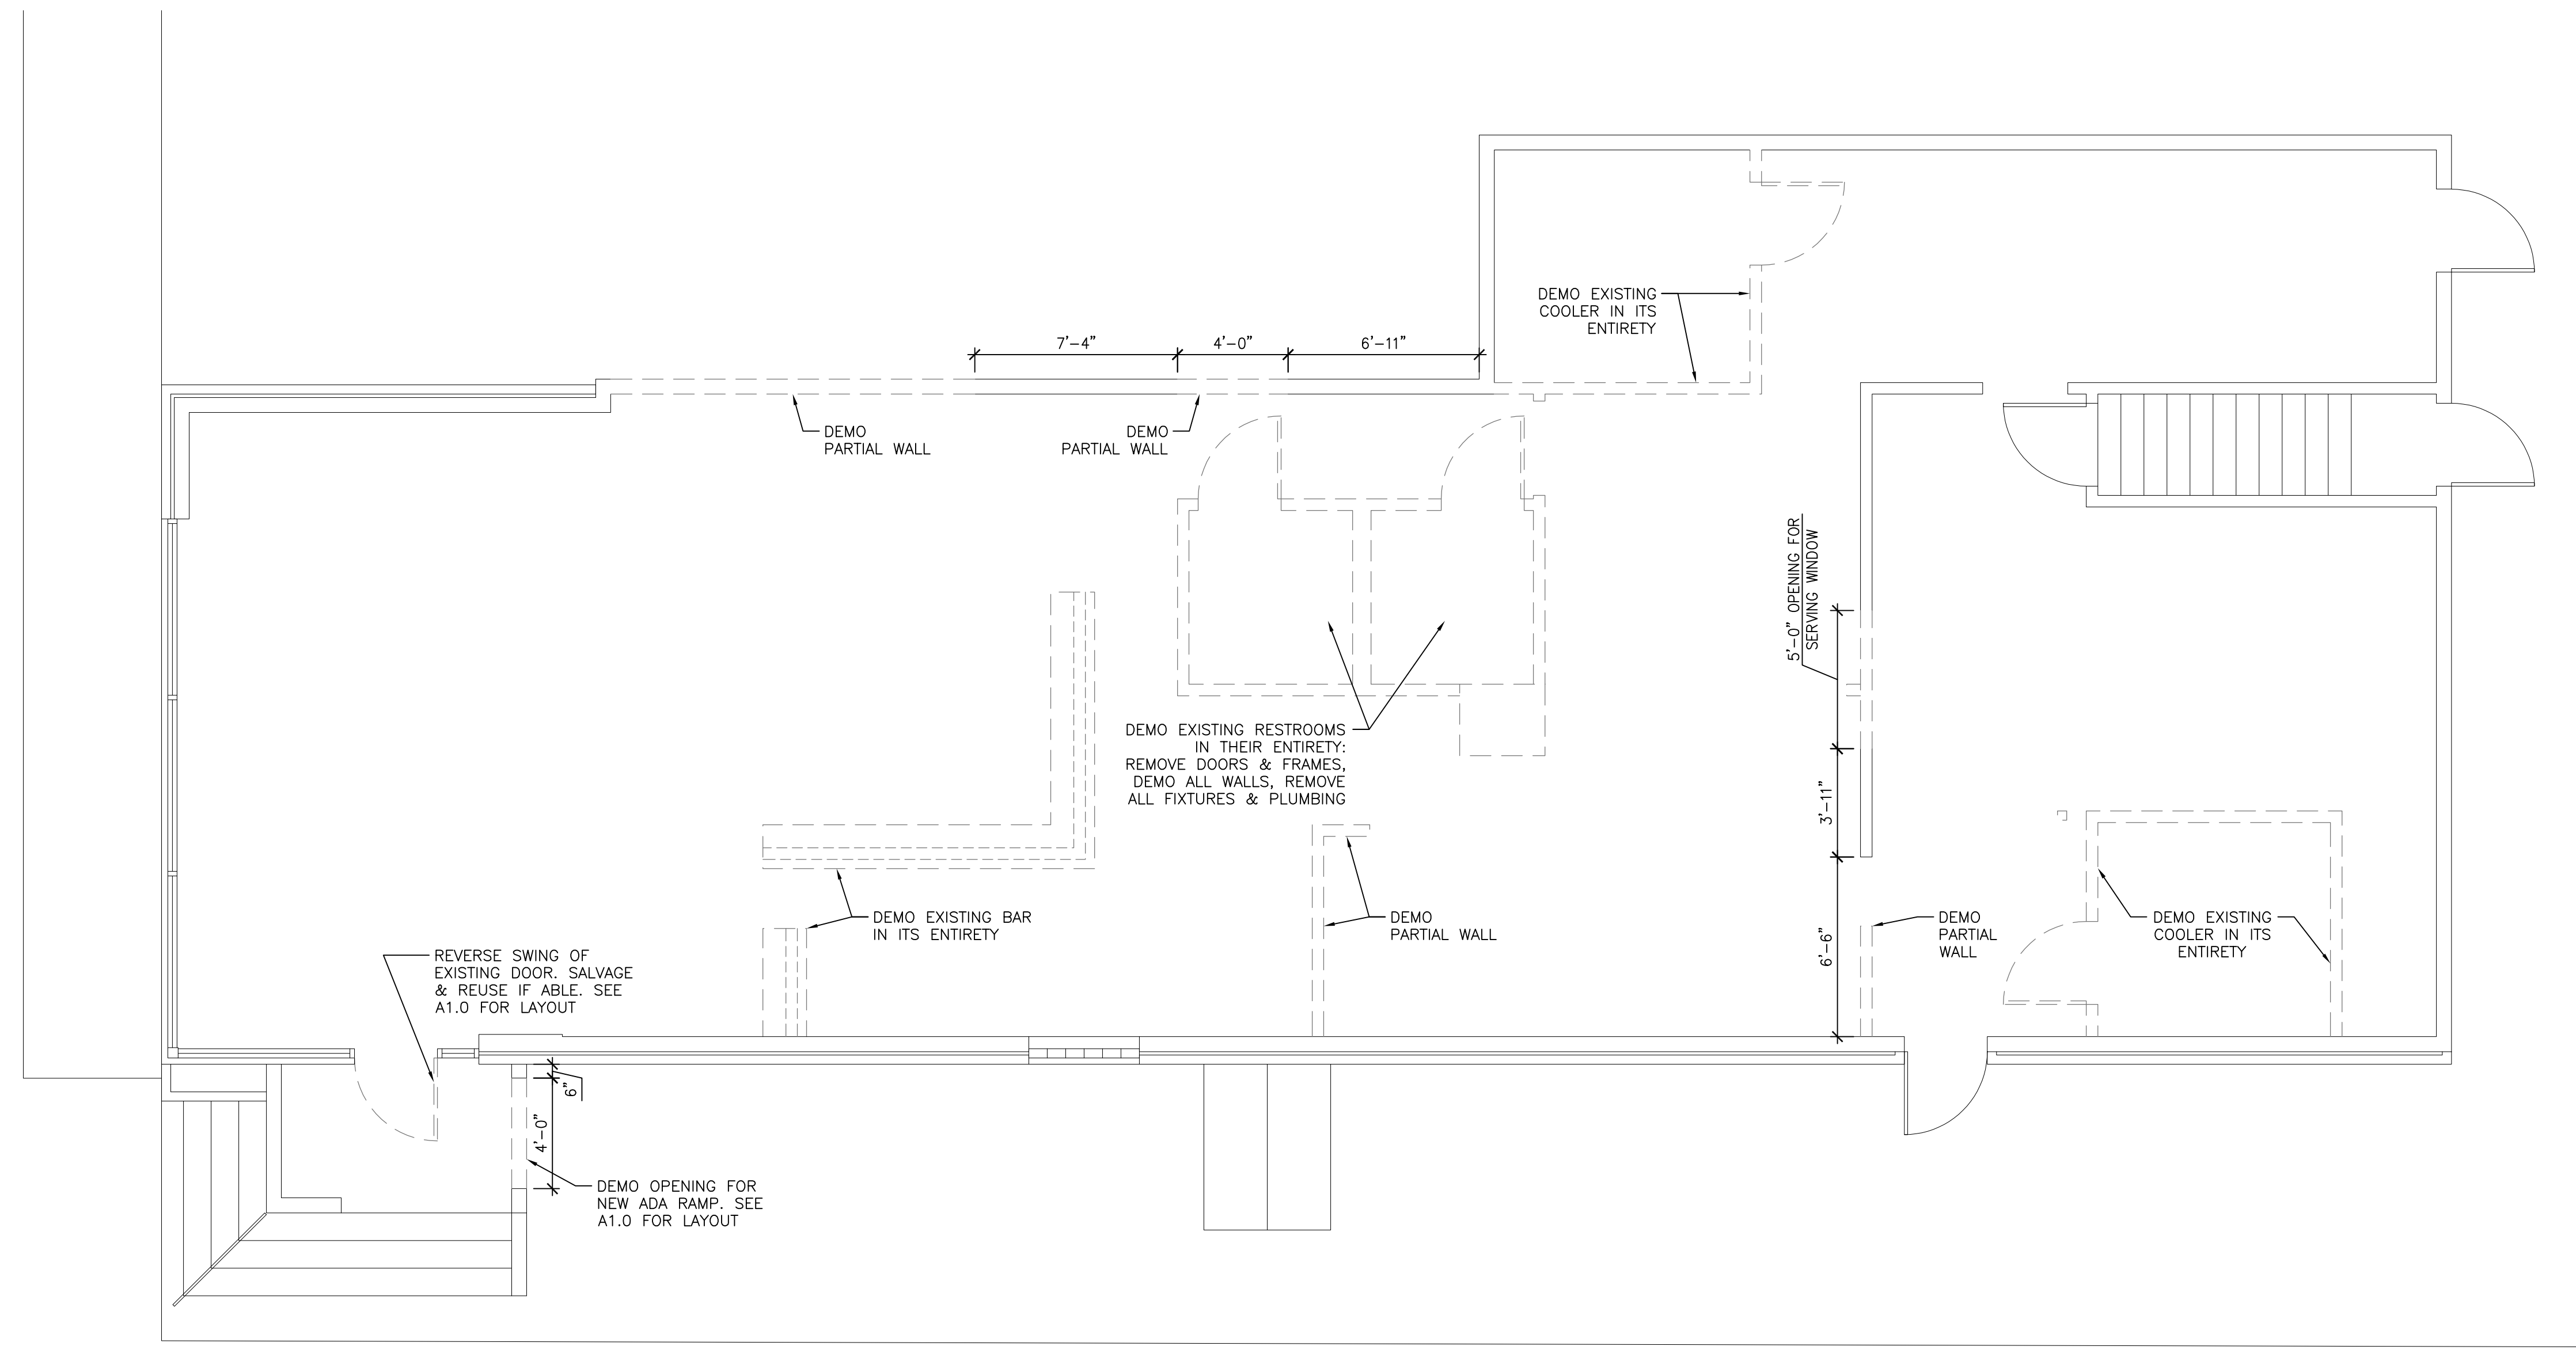 DEMO EXISTING
COOLER IN ITS
ENTIRETY
7'-4"
4'-0"
6'-11"
DEMO
PARTIAL WALL
DEMO
PARTIAL WALL
5'-0" OPENING FOR
SERVING WINDOW
DEMO EXISTING RESTROOMS
IN THEIR ENTIRETY:
REMOVE DOORS & FRAMES,
DEMO ALL WALLS, REMOVE
ALL FIXTURES & PLUMBING
3'-11"
6'-6"
DEMO EXISTING BAR
IN ITS ENTIRETY
DEMO
PARTIAL WALL
DEMO
PARTIAL
WALL
DEMO EXISTING
COOLER IN ITS
ENTIRETY
REVERSE SWING OF
EXISTING DOOR. SALVAGE
& REUSE IF ABLE. SEE
A1.0 FOR LAYOUT
6"
4'-0"
DEMO OPENING FOR
NEW ADA RAMP. SEE
A1.0 FOR LAYOUT